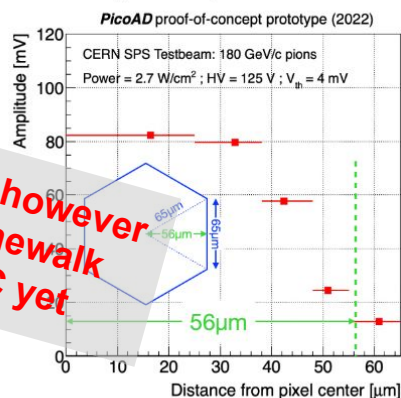 PicoAD proof-of-concept prototype (2022)
Amplitude [mV]
120
100
80
60
40
20
0
CERN SPS Testbeam: 180 GeV/c pions
Power = 2.7 W/cm² ; HV = 125 V ; Vth = 4 mV
however
yet
65μm
56μm
65μm
56μm
0 10 20 30 40 50 60
Distance from pixel center [μm]